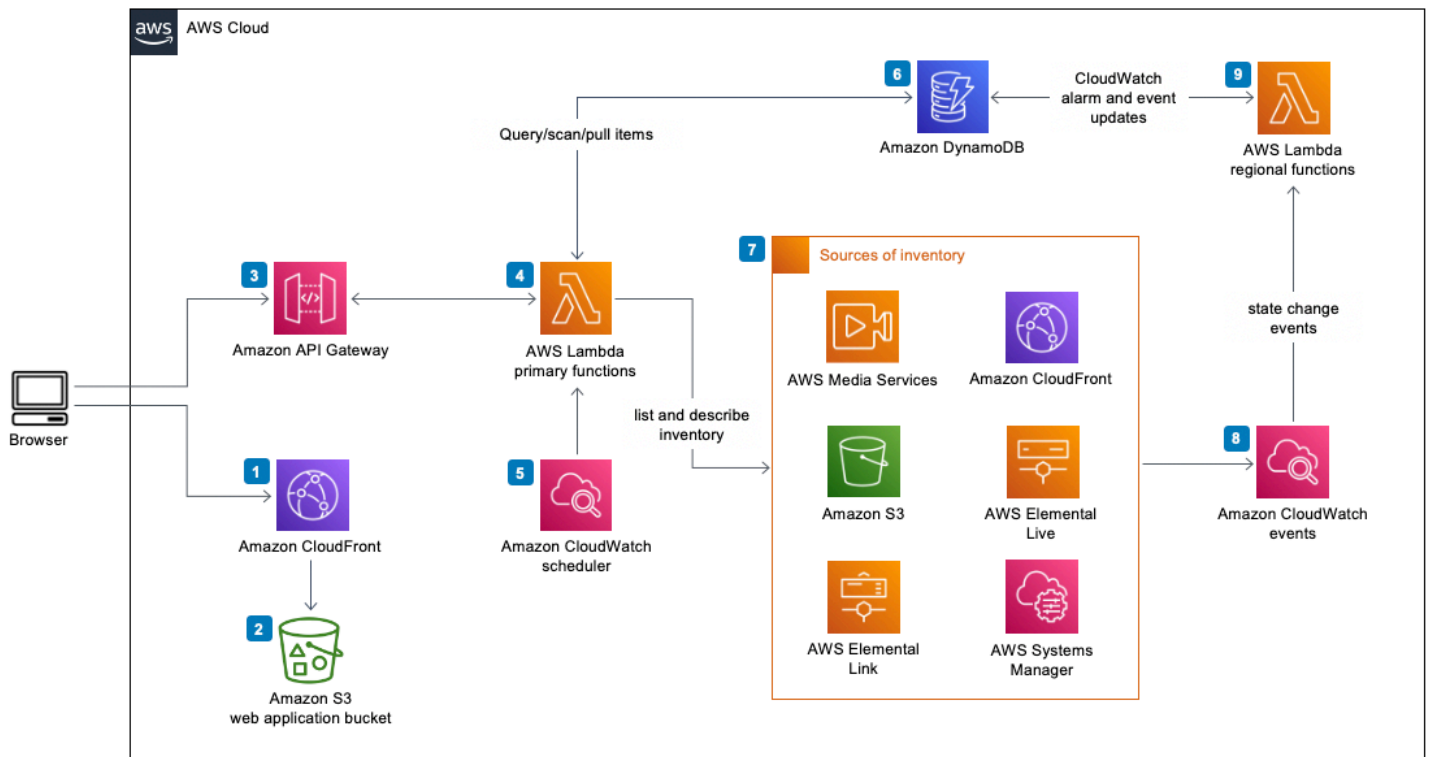 aws
AWS Cloud
6
Amazon DynamoDB
CloudWatch
alarm and event
updates
9
AWS Lambda
regional functions
Query/scan/pull items
3
Amazon API Gateway
4
AWS Lambda
primary functions
7
Sources of inventory
AWS Media Services
Amazon CloudFront
state change
events
Browser
list and describe
inventory
1
Amazon CloudFront
5
Amazon CloudWatch
scheduler
Amazon S3
AWS Elemental
Live
8
Amazon CloudWatch
events
2
Amazon S3
web application bucket
AWS Elemental
Link
AWS Systems
Manager